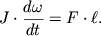 J · dω/dt = F · ℓ.